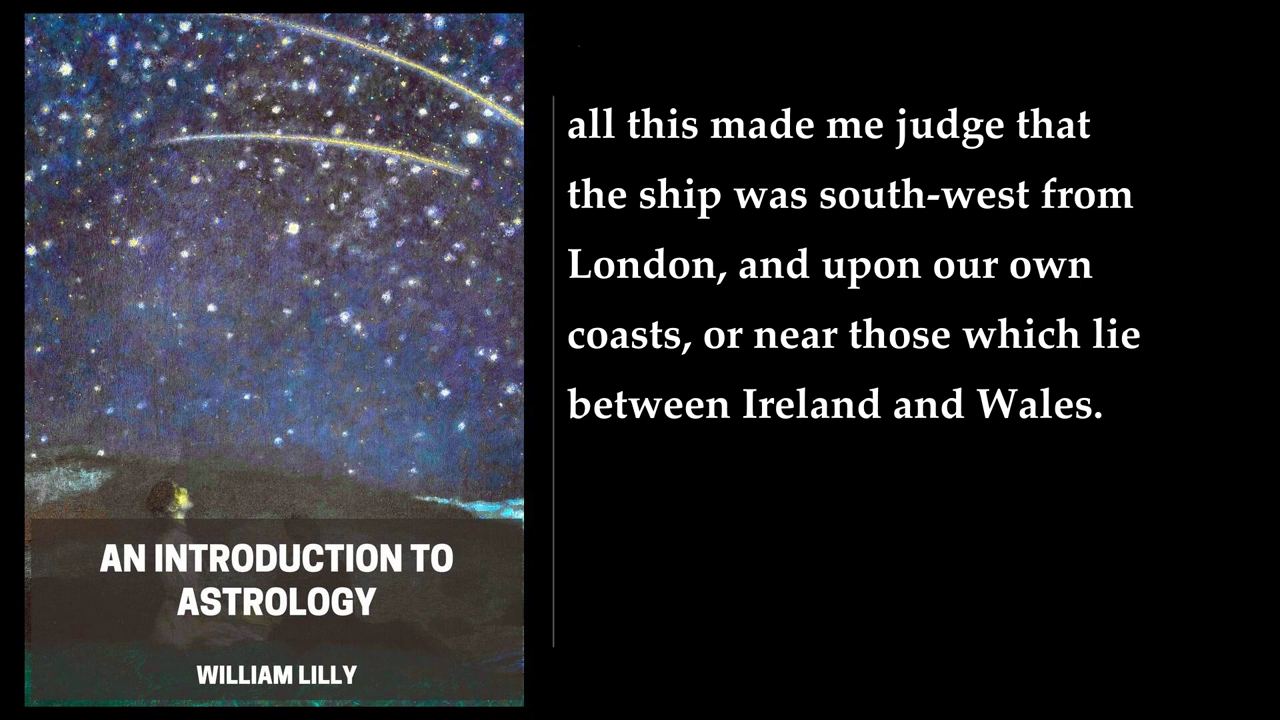 all this made me judge that
the ship was south-west from
London, and upon our own
coasts, or near those which lie
between Ireland and Wales.
AN INTRODUCTION TO
ASTROLOGY
WILLIAM LILLY